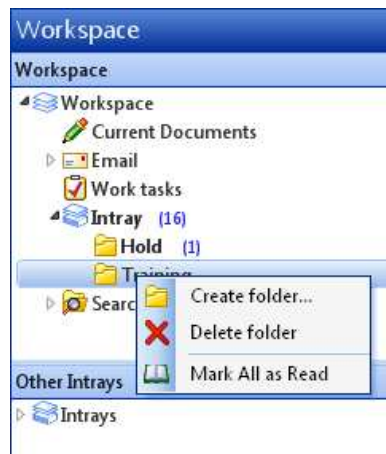 Workspace
Workspace
Workspace
Current Documents
Email
Work tasks
Intray (16)
Hold (1)
Training
Searc
Create folder...
Delete folder
Mark All as Read
Other Intrays
Intrays